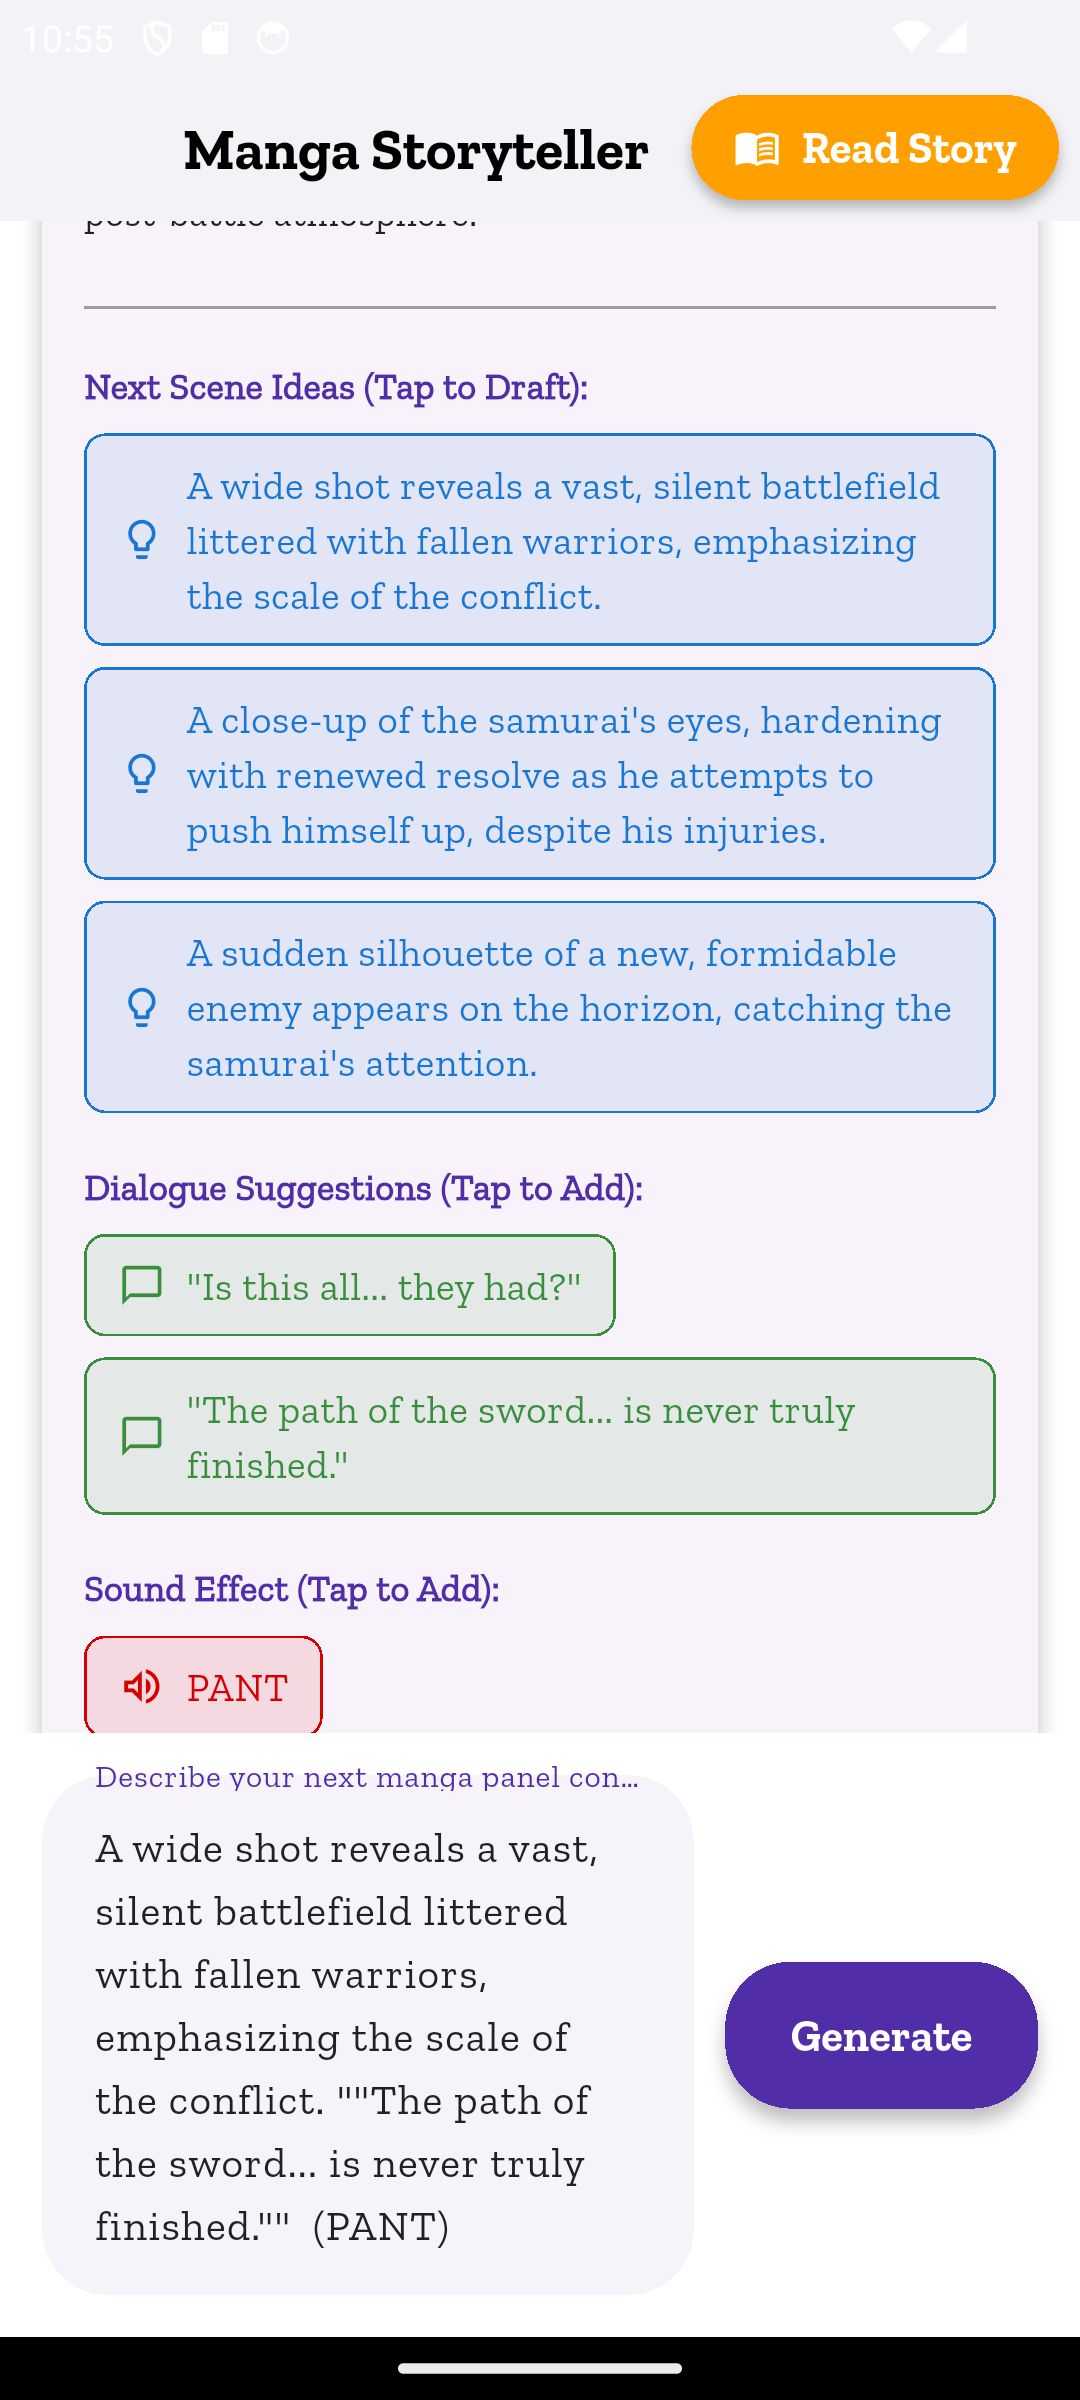 10:55
Manga Storyteller
Read Story
post-battle atmosphere.
Next Scene Ideas (Tap to Draft):
A wide shot reveals a vast, silent battlefield
littered with fallen warriors, emphasizing
the scale of the conflict.
A close-up of the samurai's eyes, hardening
with renewed resolve as he attempts to
push himself up, despite his injuries.
A sudden silhouette of a new, formidable
enemy appears on the horizon, catching the
samurai's attention.
Dialogue Suggestions (Tap to Add):
"Is this all... they had?"
"The path of the sword... is never truly
finished."
Sound Effect (Tap to Add):
PANT
Describe your next manga panel con...
A wide shot reveals a vast,
silent battlefield littered
with fallen warriors,
emphasizing the scale of
the conflict. ""The path of
the sword... is never truly
finished.""  (PANT)
Generate